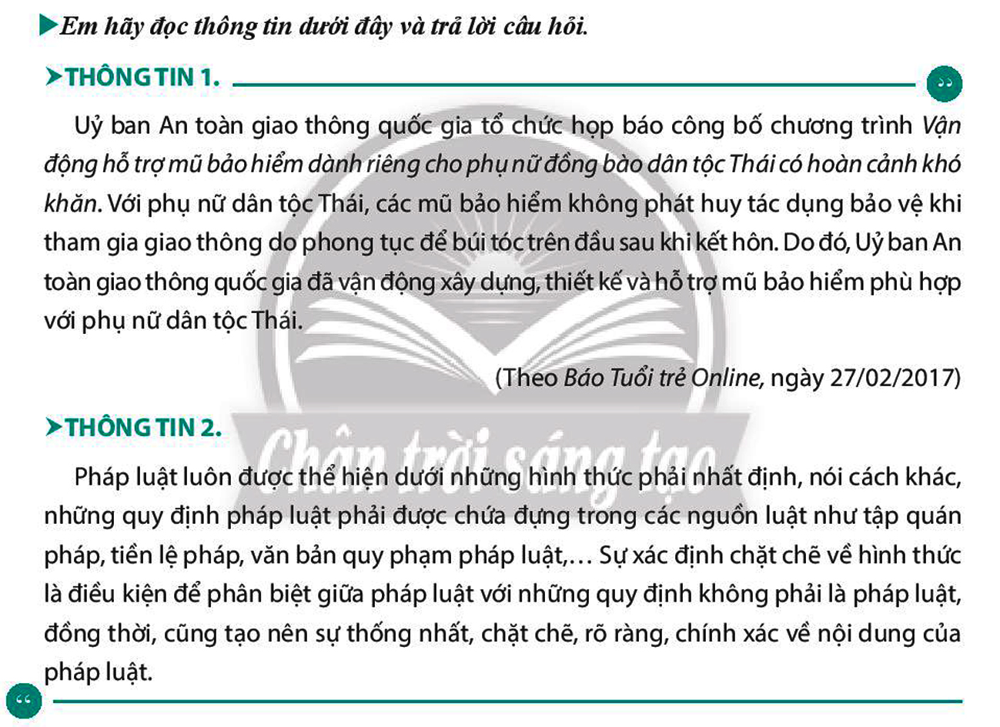 Em hãy đọc thông tin dưới đây và trả lời câu hỏi.
THÔNG TIN 1.
Uỷ ban An toàn giao thông quốc gia tổ chức họp báo công bố chương trình Vận
động hỗ trợ mũ bảo hiểm dành riêng cho phụ nữ đồng bào dân tộc Thái có hoàn cảnh khó
khăn. Với phụ nữ dân tộc Thái, các mũ bảo hiểm không phát huy tác dụng bảo vệ khi
tham gia giao thông do phong tục để búi tóc trên đầu sau khi kết hôn. Do đó, Uỷ ban An
toàn giao thông quốc gia đã vận động xây dựng, thiết kế và hỗ trợ mũ bảo hiểm phù hợp
với phụ nữ dân tộc Thái.
(Theo Báo Tuổi trẻ Online, ngày 27/02/2017)
THÔNG TIN 2.
Chân trời sáng tạo
Pháp luật luôn được thể hiện dưới những hình thức phải nhất định, nói cách khác,
những quy định pháp luật phải được chứa đựng trong các nguồn luật như tập quán
pháp, tiền lệ pháp, văn bản quy phạm pháp luật,... Sự xác định chặt chẽ về hình thức
là điều kiện để phân biệt giữa pháp luật với những quy định không phải là pháp luật,
đồng thời, cũng tạo nên sự thống nhất, chặt chẽ, rõ ràng, chính xác về nội dung của
pháp luật.